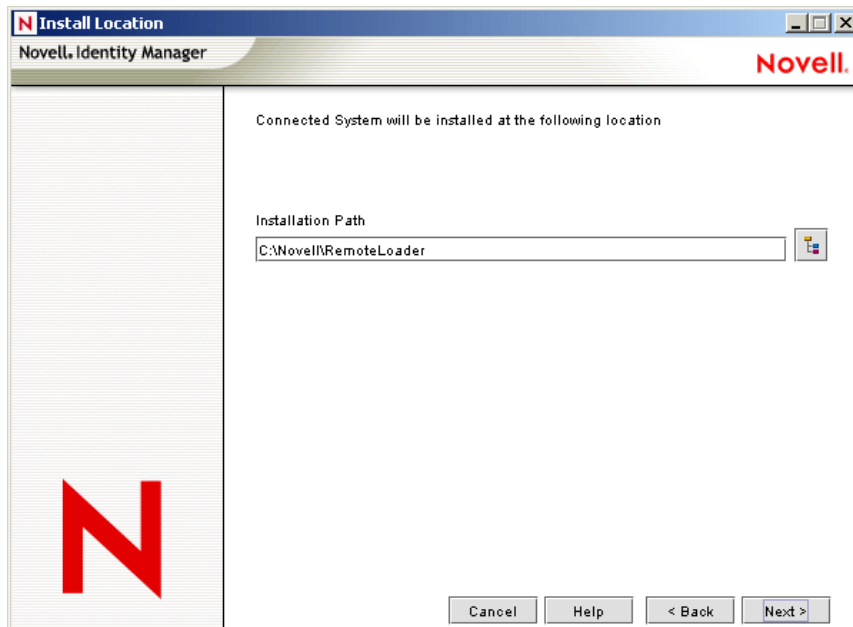 Install Location
Novell. Identity Manager
Novell.
Connected System will be installed at the following location
Installation Path
C:\Novell\RemoteLoader
Cancel Help < Back Next >